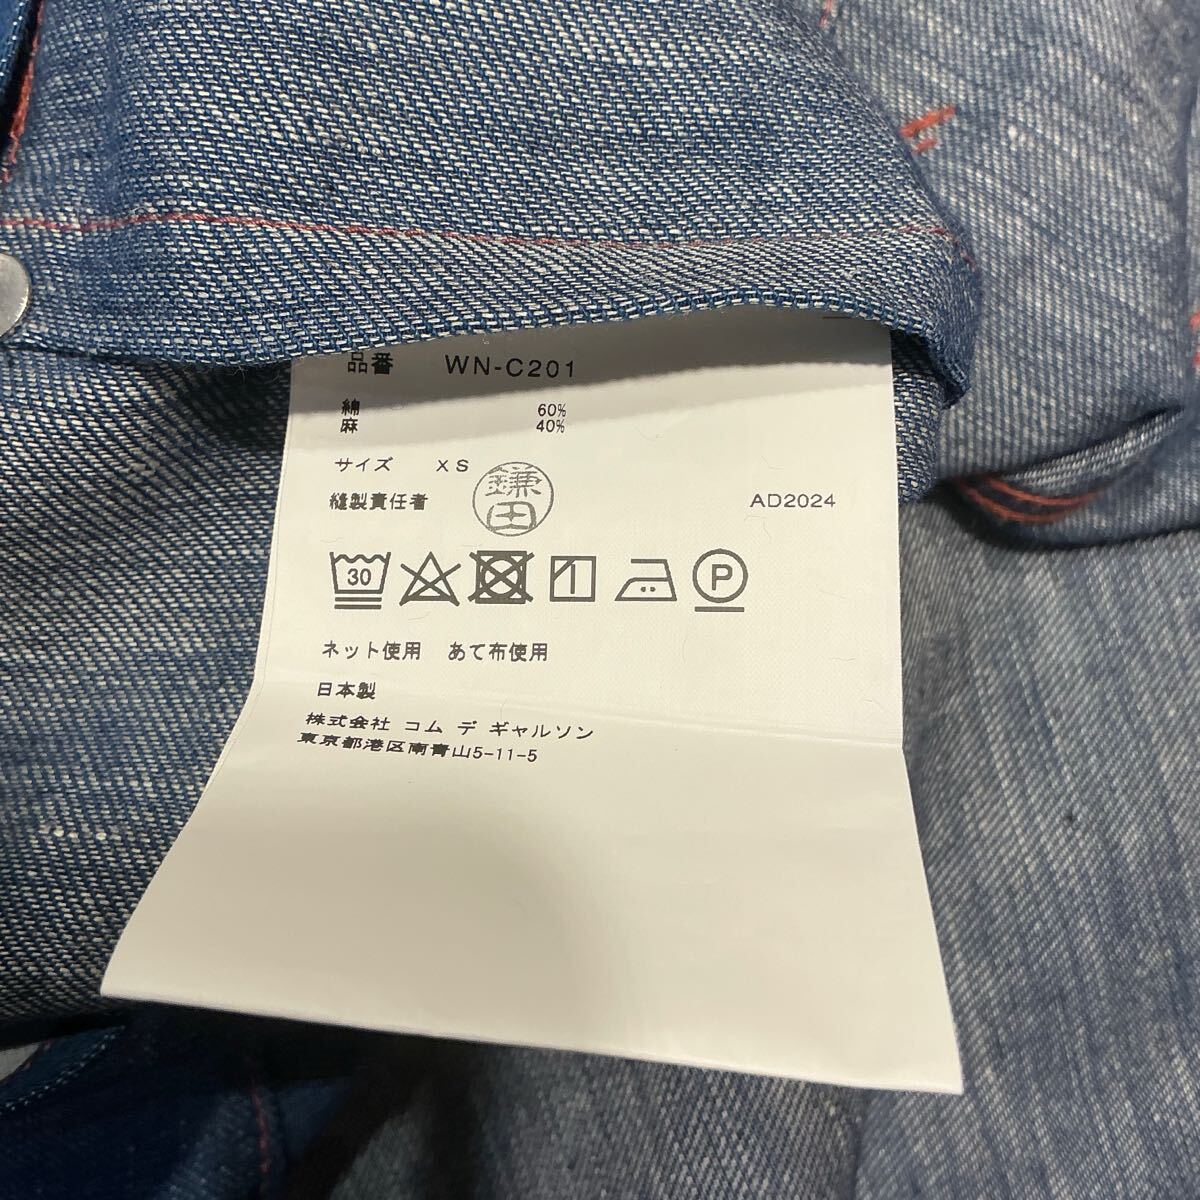 品番 WN-C201
綿 60%
麻 40%
サイズ XS
縫製責任者 鎌田 AD2024
30 P
ネット使用 あて布使用
日本製
株式会社 コム デ ギャルソン
東京都港区南青山5-11-5